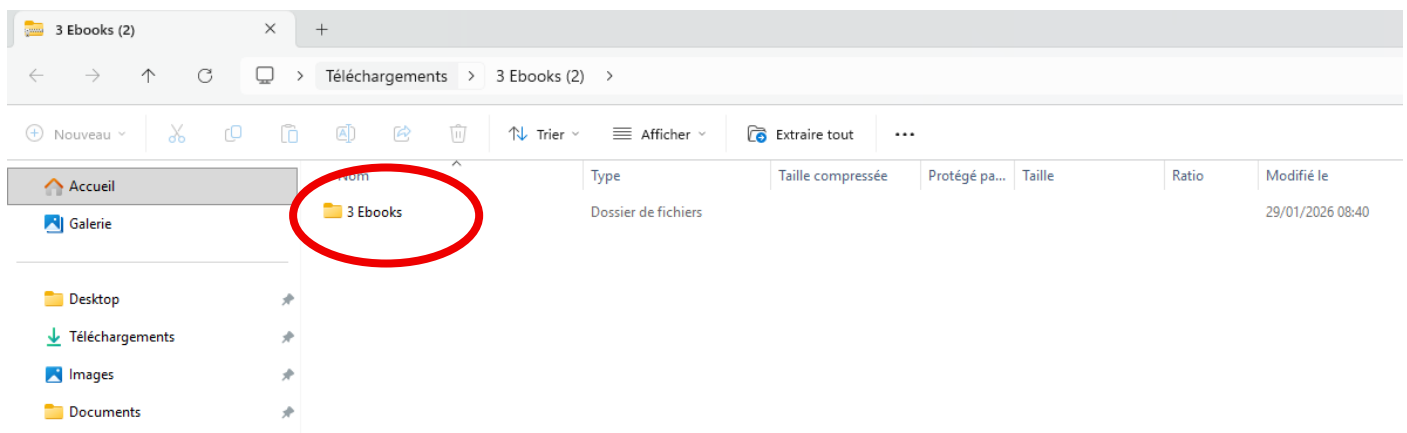 3 Ebooks (2)
Téléchargements > 3 Ebooks (2) >
Nouveau Trier Afficher Extraire tout ...
Accueil
Nom Type Taille compressée Protégé pa... Taille Ratio Modifié le
3 Ebooks Dossier de fichiers 29/01/2026 08:40
Galerie
Desktop
Téléchargements
Images
Documents